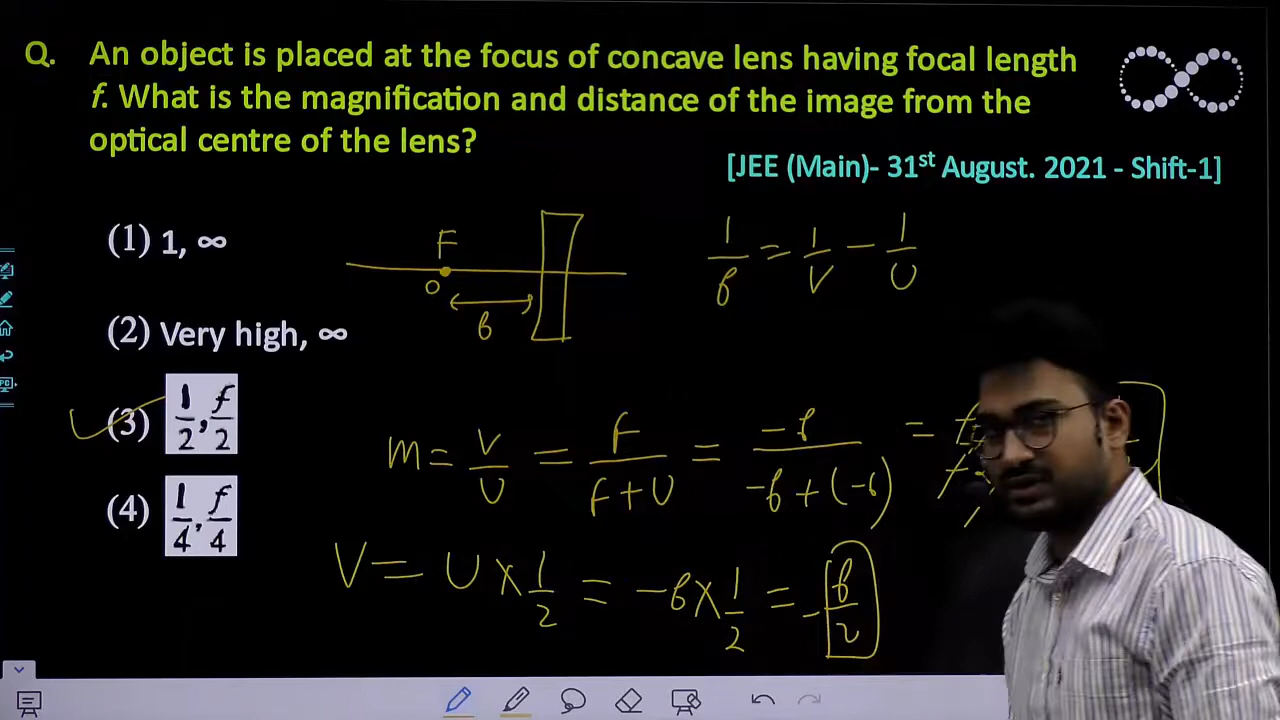 Q. An object is placed at the focus of concave lens having focal length
f. What is the magnification and distance of the image from the
optical centre of the lens?
[JEE (Main)- 31st August. 2021 - Shift-1]
(1) 1, ∞
(2) Very high, ∞
(3) 1/2, f/2
(4) 1/4, f/4
F
O
f
1/f = 1/v - 1/u
m = v/u = f/f+u = -f/-f+(-f) =
V = U × 1/2 = -f × 1/2 = -f/2